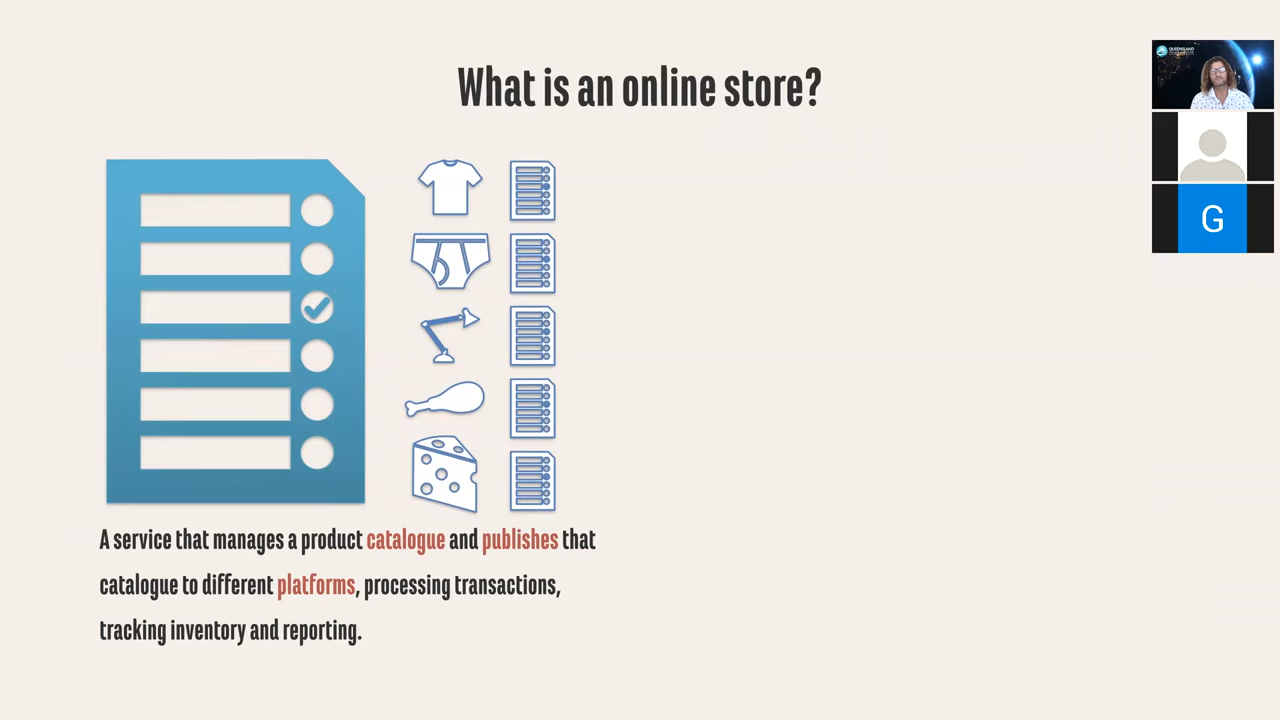 What is an online store?
QUEENSLAND
G
A service that manages a product catalogue and publishes that
catalogue to different platforms, processing transactions,
tracking inventory and reporting.